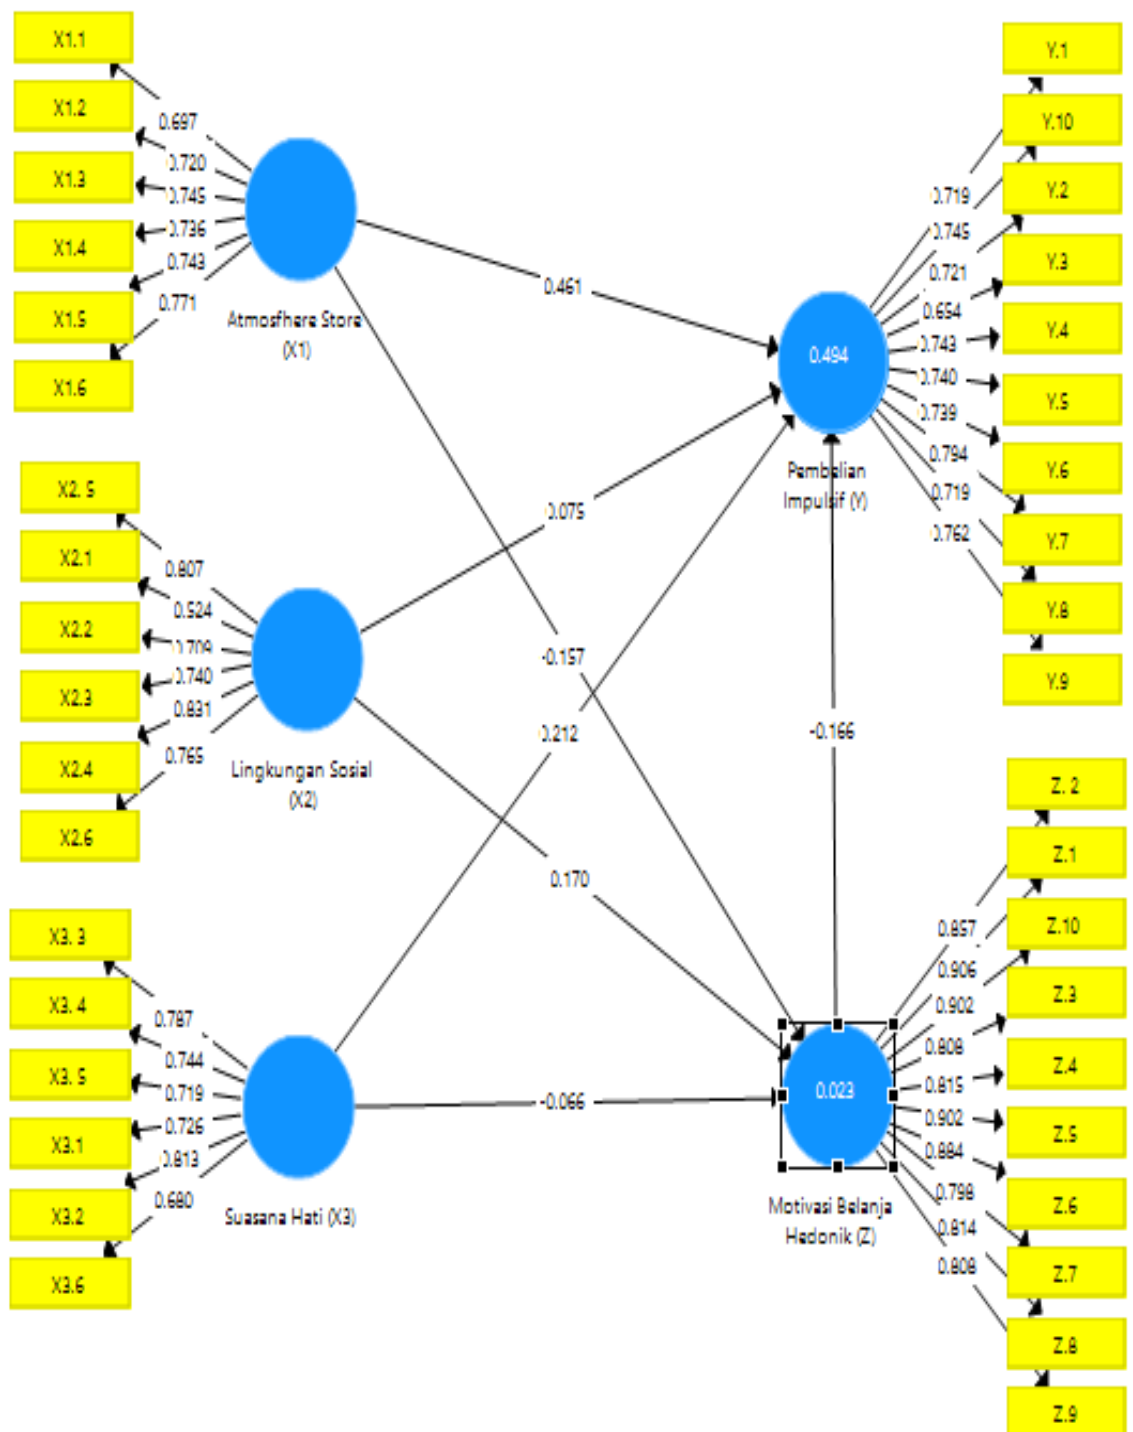 X1.1
X1.2
X1.3
X1.4
X1.5
X1.6
0.697
0.720
0.745
0.736
0.743
0.771
Atmosfhere Store
(X1)
X2. 5
X2.1
X2.2
X2.3
X2.4
X2.6
0.807
0.524
0.709
0.740
0.831
0.765
Lingkungan Sosial
(X2)
X3. 3
X3. 4
X3. 5
X3.1
X3.2
X3.6
0.787
0.744
0.719
0.726
0.813
0.680
Suasana Hati (X3)
0.461
0.075
-0.157
0.212
0.170
-0.066
-0.166
0.494
Pembelian
Impulsif (Y)
0.719
0.745
0.721
0.654
0.743
0.740
0.739
0.794
0.719
0.762
Y.1
Y.10
Y.2
Y.3
Y.4
Y.5
Y.6
Y.7
Y.8
Y.9
0.023
Motivasi Belanja
Hedonik (Z)
0.857
0.906
0.902
0.808
0.815
0.902
0.884
0.798
0.814
0.808
Z. 2
Z.1
Z.10
Z.3
Z.4
Z.5
Z.6
Z.7
Z.8
Z.9